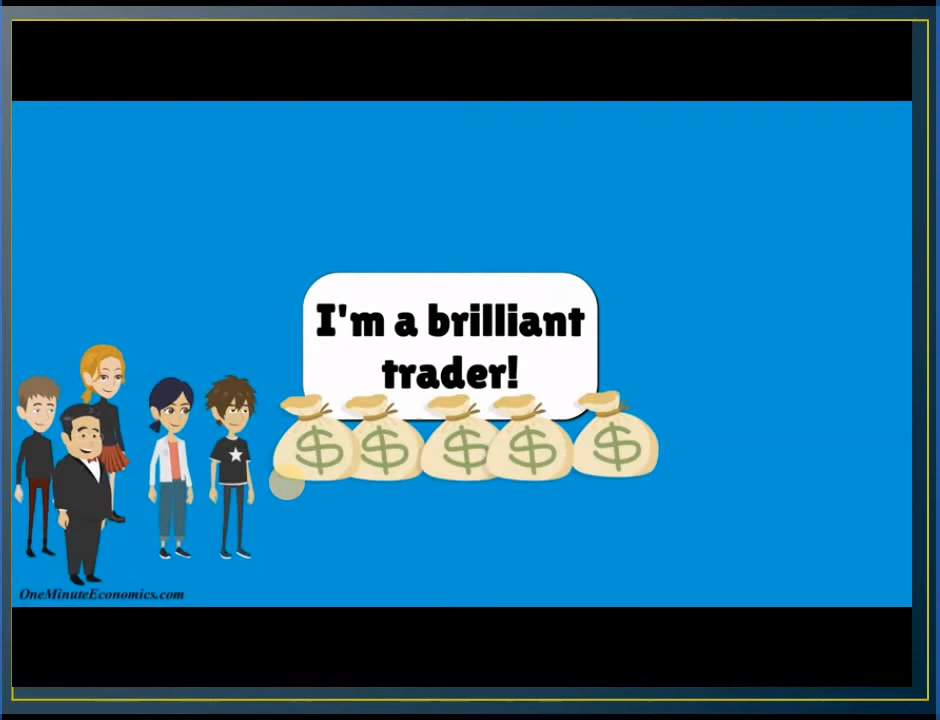 I'm a brilliant
trader!
$ $ $ $ $
OneMinuteEconomics.com